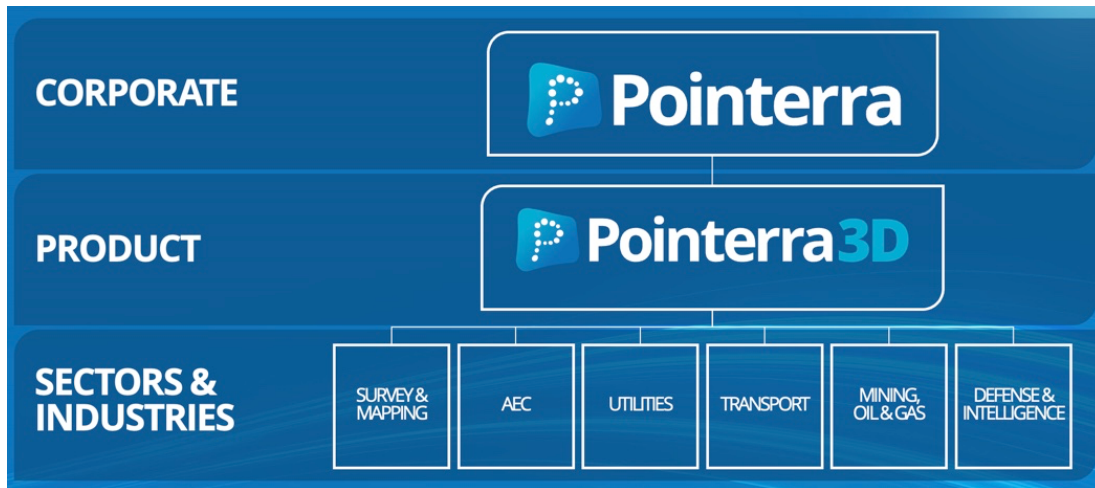 CORPORATE
Pointerra
PRODUCT
Pointerra3D
SECTORS &
INDUSTRIES
SURVEY &
MAPPING
AEC
UTILITIES
TRANSPORT
MINING,
OIL & GAS
DEFENSE &
INTELLIGENCE